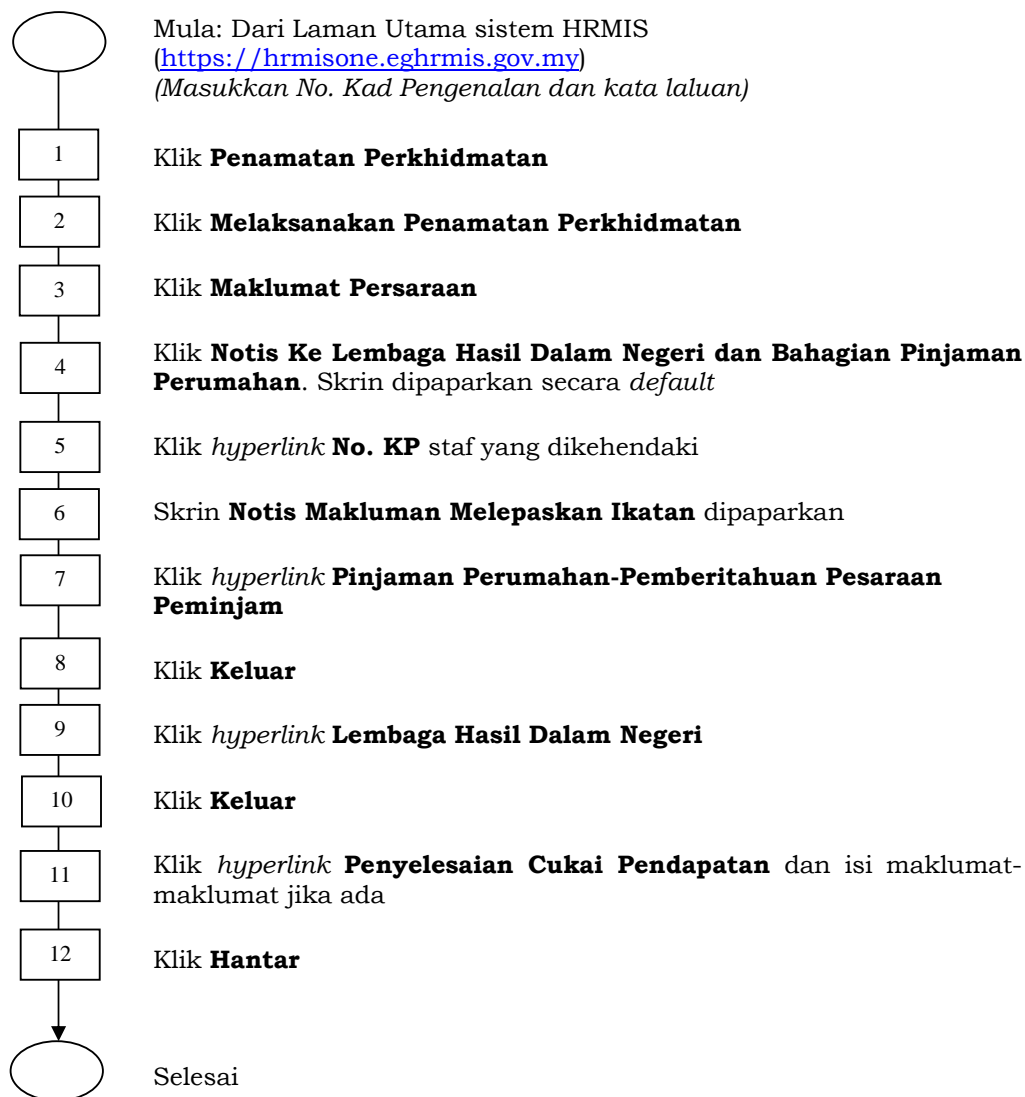 Mula: Dari Laman Utama sistem HRMIS
(https://hrmisone.eghrmis.gov.my)
(Masukkan No. Kad Pengenalan dan kata laluan)
1
Klik Penamatan Perkhidmatan
2
Klik Melaksanakan Penamatan Perkhidmatan
3
Klik Maklumat Persaraan
4
Klik Notis Ke Lembaga Hasil Dalam Negeri dan Bahagian Pinjaman
Perumahan. Skrin dipaparkan secara default
5
Klik hyperlink No. KP staf yang dikehendaki
6
Skrin Notis Makluman Melepaskan Ikatan dipaparkan
7
Klik hyperlink Pinjaman Perumahan-Pemberitahuan Pesaraan
Peminjam
8
Klik Keluar
9
Klik hyperlink Lembaga Hasil Dalam Negeri
10
Klik Keluar
11
Klik hyperlink Penyelesaian Cukai Pendapatan dan isi maklumat-
maklumat jika ada
12
Klik Hantar
Selesai